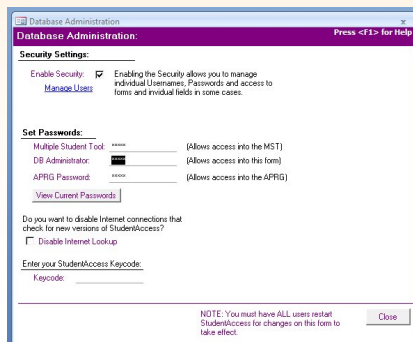 Database Administration
x
Database Administration:
Press <F1> for Help
Security Settings:
Enable Security:
Enabling the Security allows you to manage
individual Usernames, Passwords and access to
forms and invidual fields in some cases.
Manage Users
Set Passwords:
Multiple Student Tool: ***** (Allows access into the MST)
DB Administrator: ***** (Allows access into this form)
APRG Password: ***** (Allows access into the APRG)
View Current Passwords
Do you want to disable Internet connections that
check for new versions of StudentAccess?
Disable Internet Lookup
Enter your StudentAccess Keycode:
Keycode:
NOTE: You must have ALL users restart
StudentAccess for changes on this form to
take effect.
Close